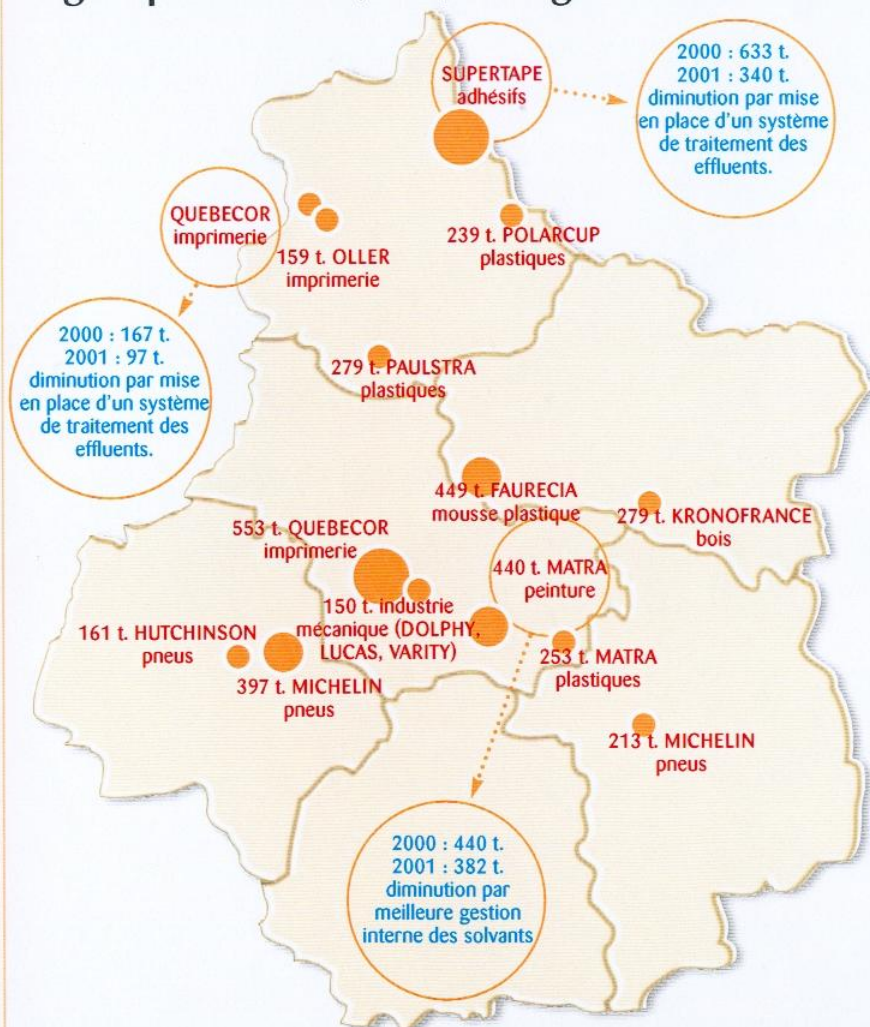 SUPERTAPE
adhésifs
2000 : 633 t.
2001 : 340 t.
diminution par mise
en place d'un système
de traitement des
effluents.
QUEBECOR
imprimerie
159 t. OLLER
imprimerie
239 t. POLARCUP
plastiques
2000 : 167 t.
2001 : 97 t.
diminution par mise
en place d'un système
de traitement des
effluents.
279 t. PAULSTRA
plastiques
449 t. FAURECIA
mousse plastique
279 t. KRONOFRANCE
bois
553 t. QUEBECOR
imprimerie
440 t. MATRA
peinture
150 t. industrie
mécanique (DOLPHY,
LUCAS, VARITY)
161 t. HUTCHINSON
pneus
397 t. MICHELIN
pneus
253 t. MATRA
plastiques
213 t. MICHELIN
pneus
2000 : 440 t.
2001 : 382 t.
diminution par
meilleure gestion
interne des solvants